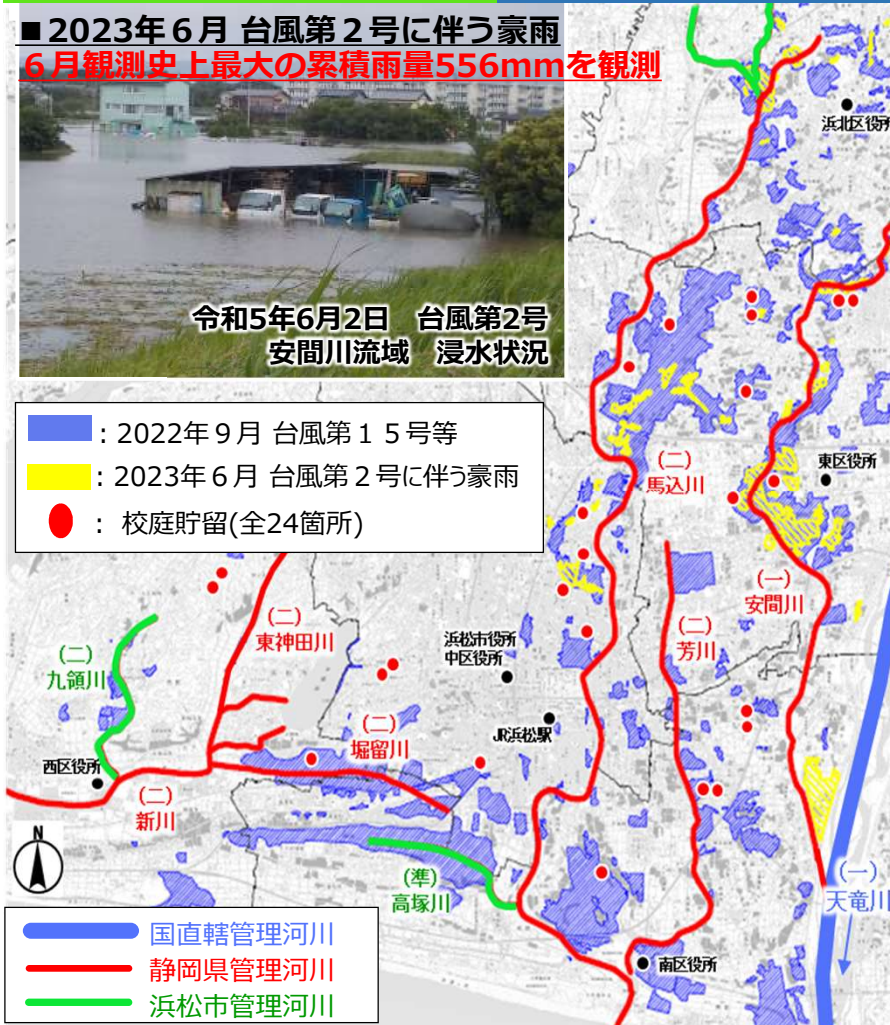 ■2023年６月 台風第２号に伴う豪雨
６月観測史上最大の累積雨量556mmを観測
令和5年6月2日　台風第2号
安間川流域　浸水状況
：2022年９月 台風第１５号等
：2023年６月 台風第２号に伴う豪雨
： 校庭貯留(全24箇所)
浜北区役所
(二)
馬込川
東区役所
(一)
安間川
(二)
東神田川
(二)
九領川
浜松市役所
中区役所
(二)
芳川
(二)
堀留川
JR浜松駅
西区役所
(二)
新川
N
(準)
高塚川
(一)
天竜川
南区役所
国直轄管理河川
静岡県管理河川
浜松市管理河川